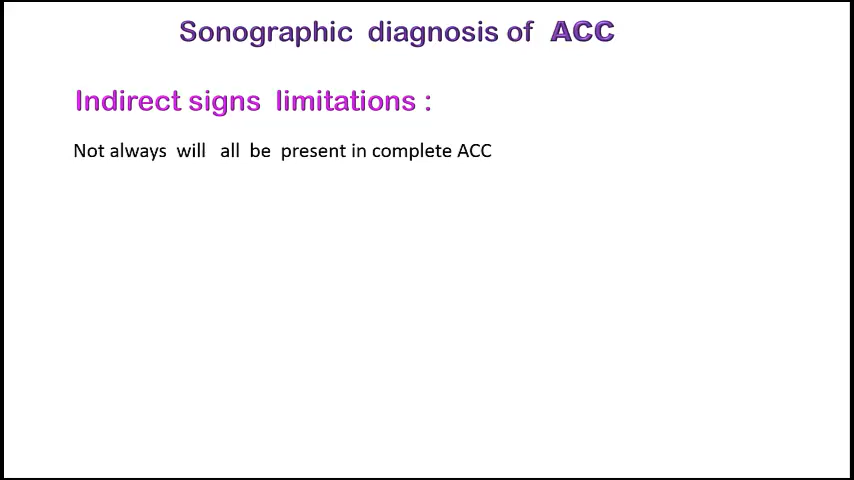 Sonographic diagnosis of ACC
Indirect signs limitations :
Not always will all be present in complete ACC